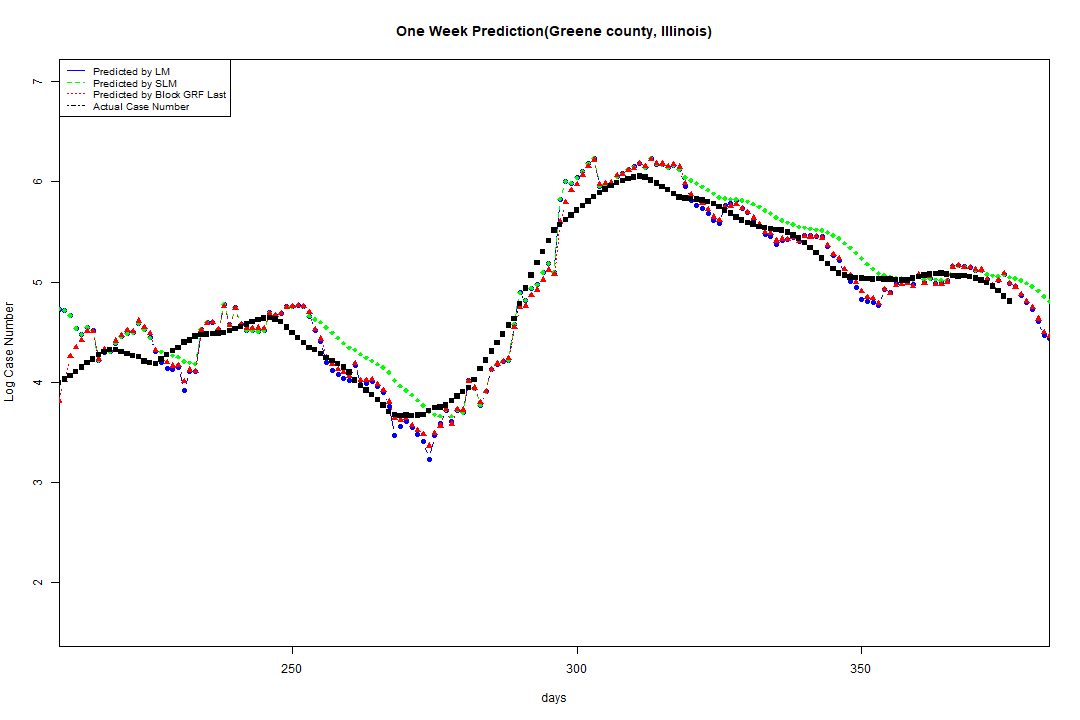 One Week Prediction(Greene county, Illinois)
Predicted by LM
Predicted by SLM
Predicted by Block GRF Last
Actual Case Number
7
6
5
4
3
2
Log Case Number
250 300 350
days